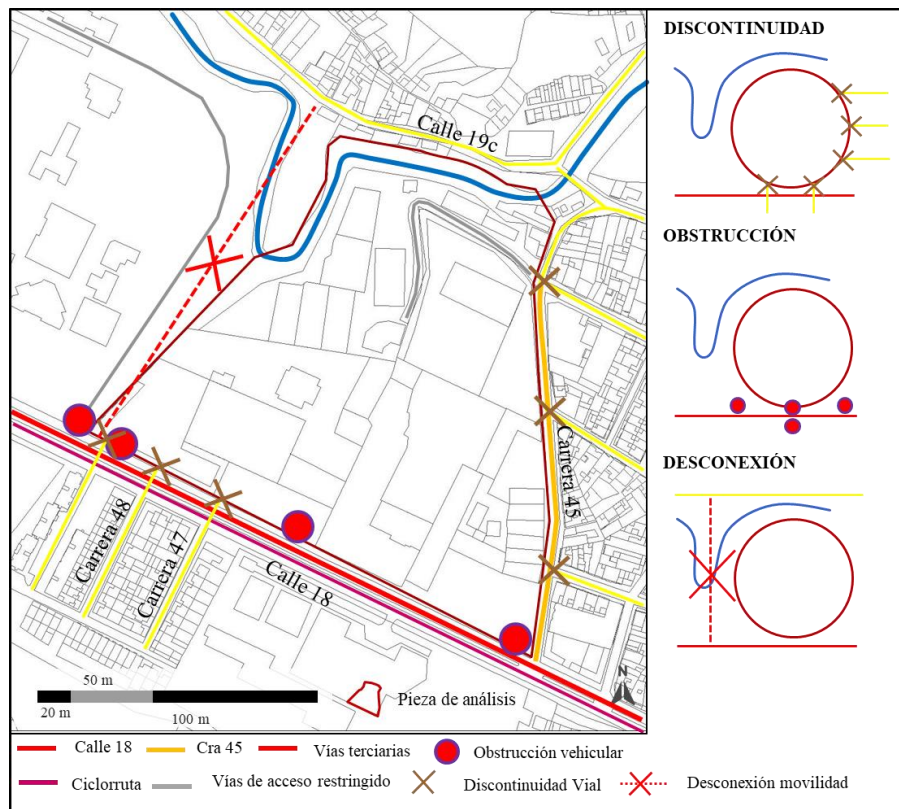 Calle 19c
Carrera 45
Carrera 48
Carrera 47
Calle 18
50 m
20 m
100 m
Pieza de análisis
N
DISCONTINUIDAD
OBSTRUCCIÓN
DESCONEXIÓN
Calle 18
Cra 45
Vías terciarias
Obstrucción vehicular
Ciclorruta
Vías de acceso restringido
Discontinuidad Vial
Desconexión movilidad